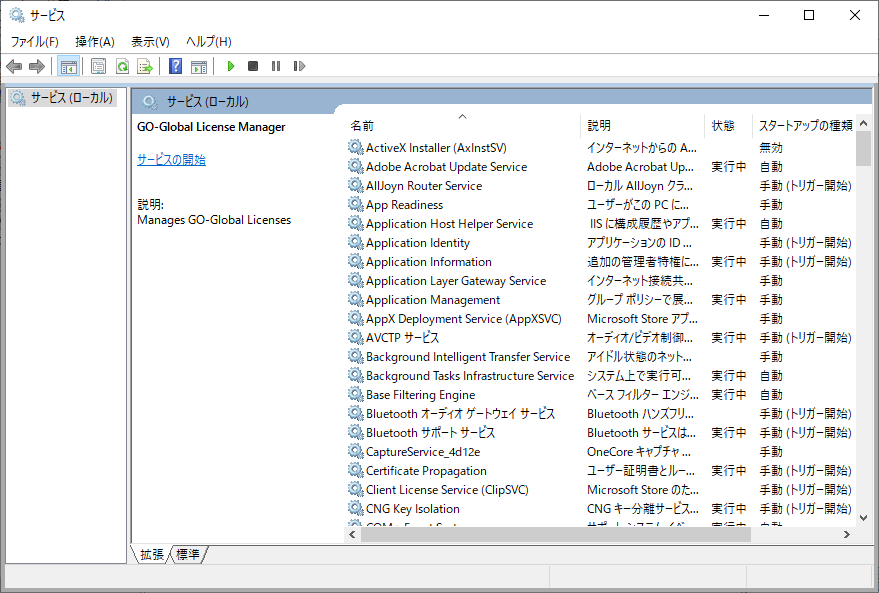 サービス
ファイル(F) 操作(A) 表示(V) ヘルプ(H)
サービス (ローカル)
サービス (ローカル)
GO-Global License Manager
サービスの開始
説明:
Manages GO-Global Licenses
名前 説明 状態 スタートアップの種類
ActiveX Installer (AxInstSV) インターネットからの A... 無効
Adobe Acrobat Update Service Adobe Acrobat Up... 実行中 自動
AllJoyn Router Service ローカル AllJoyn クラ... 手動 (トリガー開始)
App Readiness ユーザーがこの PC に... 手動
Application Host Helper Service IIS に構成履歴やアプ... 実行中 自動
Application Identity アプリケーションの ID ... 手動 (トリガー開始)
Application Information 追加の管理者特権に... 実行中 手動 (トリガー開始)
Application Layer Gateway Service インターネット接続共... 手動
Application Management グループ ポリシーで展... 実行中 手動
AppX Deployment Service (AppXSVC) Microsoft Store アプ... 手動
AVCTP サービス オーディオ/ビデオ制御... 実行中 手動 (トリガー開始)
Background Intelligent Transfer Service アイドル状態のネット... 手動
Background Tasks Infrastructure Service システム上で実行可... 実行中 自動
Base Filtering Engine ベース フィルター エンジ... 実行中 自動
Bluetooth オーディオ ゲートウェイ サービス Bluetooth ハンズフリ... 手動 (トリガー開始)
Bluetooth サポート サービス Bluetooth サービスは... 実行中 手動 (トリガー開始)
CaptureService_4d12e OneCore キャプチャ ... 手動
Certificate Propagation ユーザー証明書とルー... 実行中 手動 (トリガー開始)
Client License Service (ClipSVC) Microsoft Store のた... 手動 (トリガー開始)
CNG Key Isolation CNG キー分離サービス... 実行中 手動 (トリガー開始)
拡張 標準